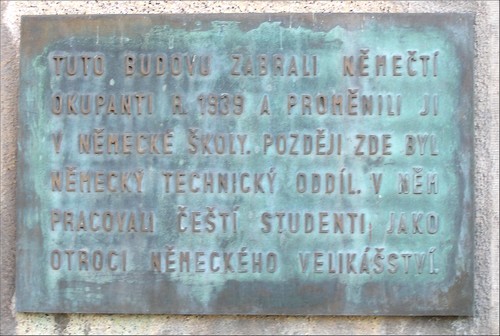 TUTO BUDOVU ZABRALI NĚMEČTÍ
OKUPANTI R. 1939 A PROMĚNILI JI
V NĚMECKÉ ŠKOLY. POZDĚJI ZDE BYL
NĚMECKÝ TECHNICKÝ ODDÍL. V NĚM
PRACOVALI ČEŠTÍ STUDENTI, JAKO
OTROCI NĚMECKÉHO VELIKÁŠSTVÍ.